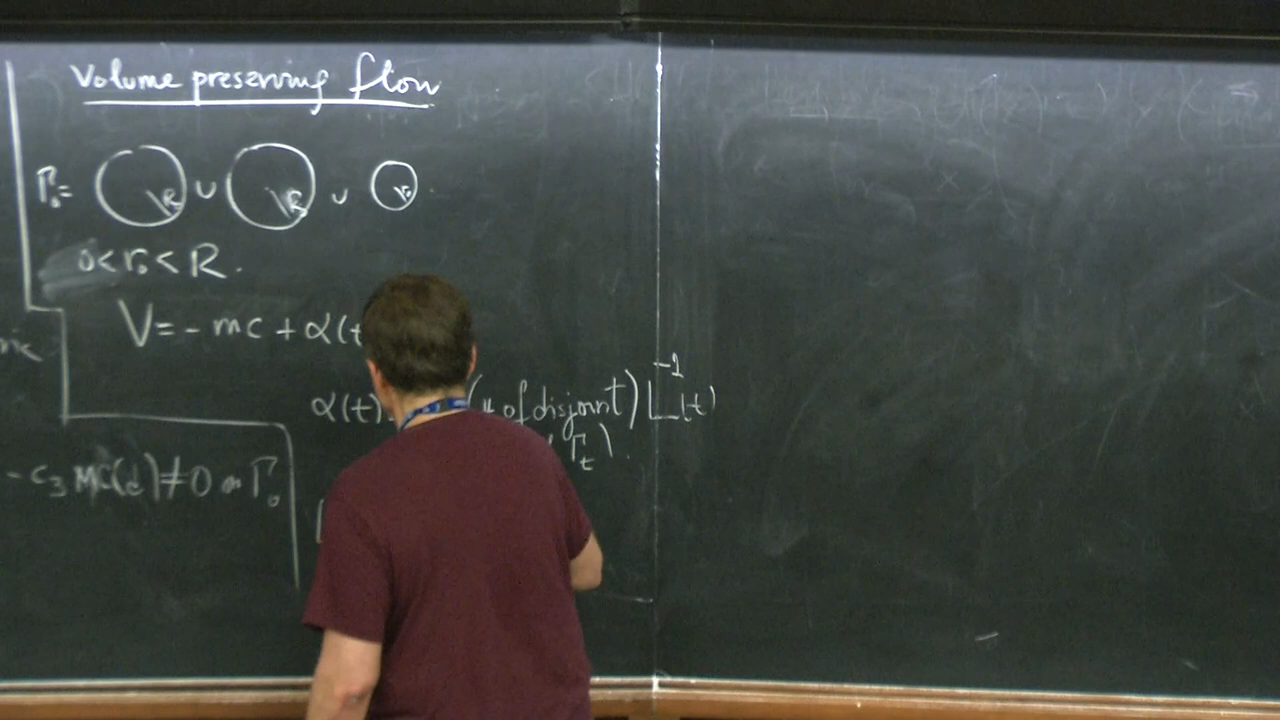 Volume preserving flow
Γ₀ = R ∪ R ∪ r₀
0 < r₀ < R.
V = - mc + α(t
α(t) (# of disjoint) L⁻¹(t)
Γₜ).
-c₃ mc(d) ≠ 0 on Γ₀